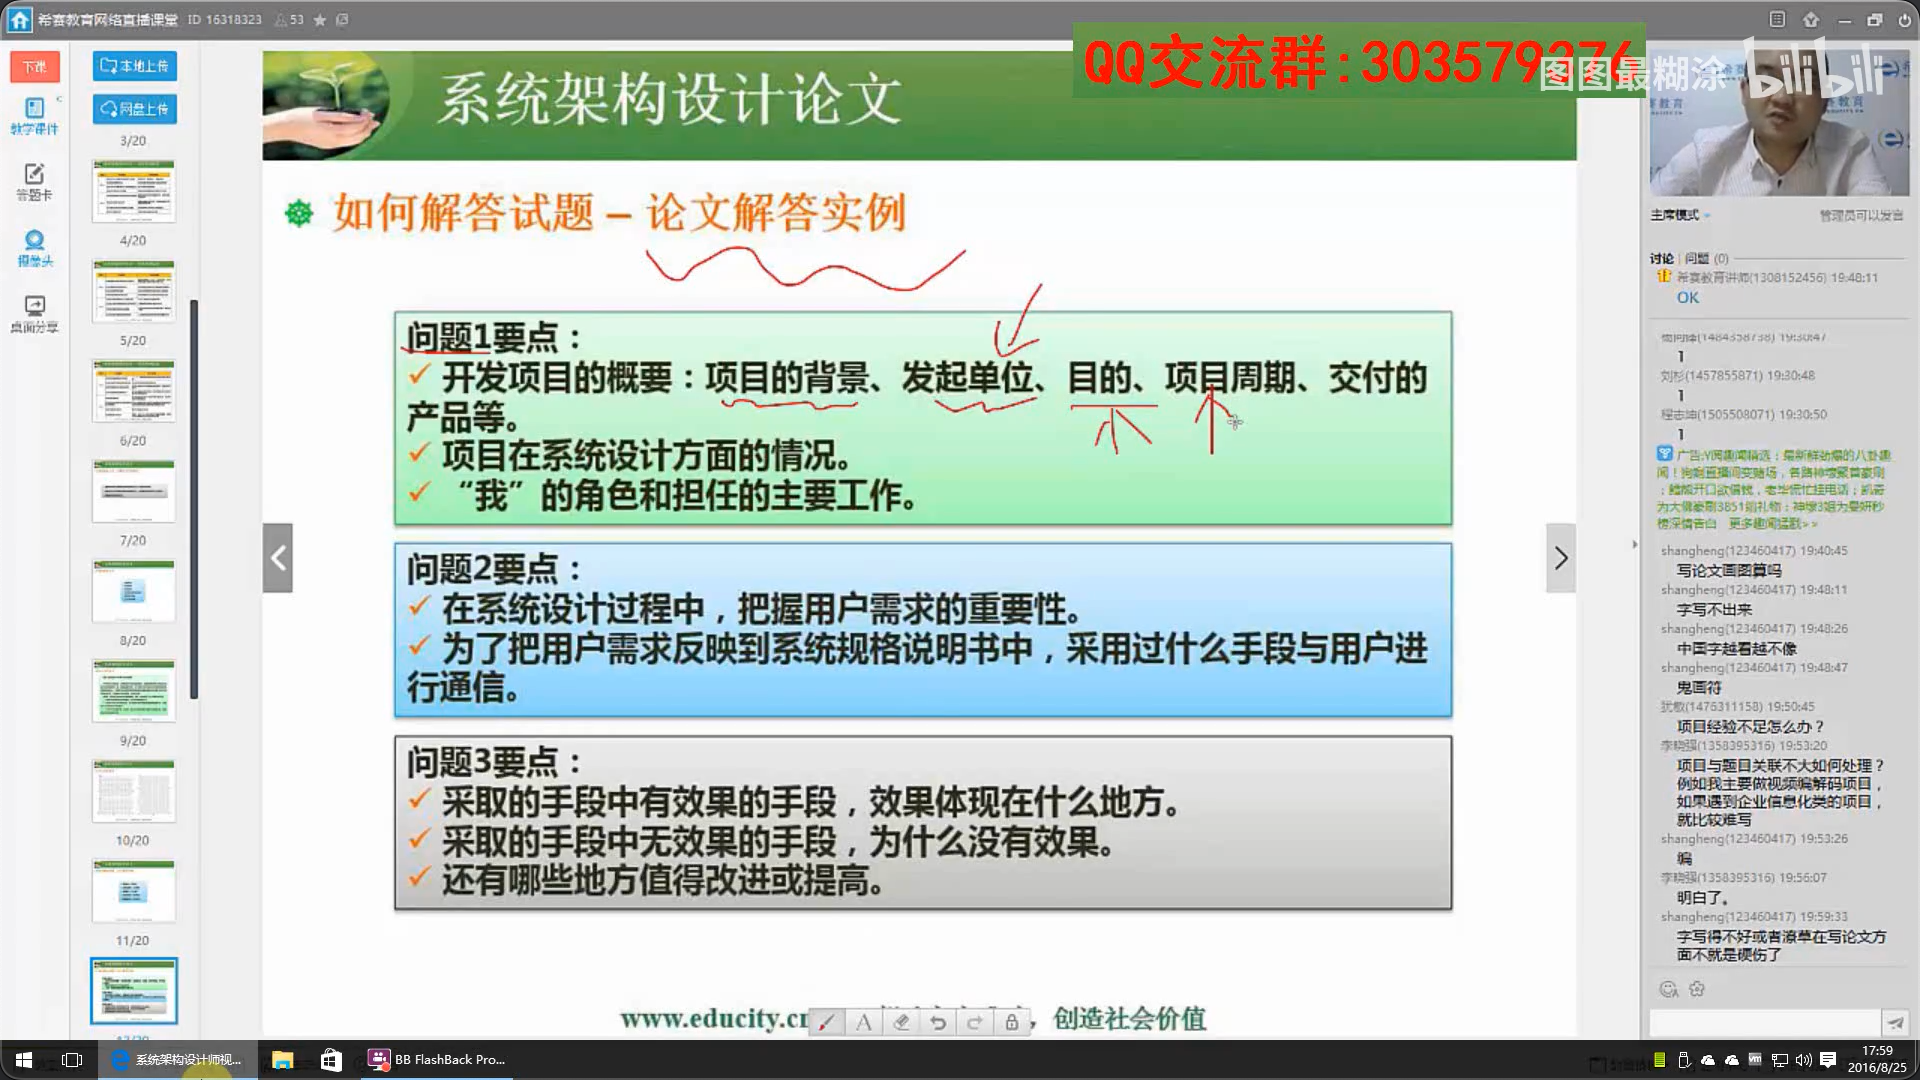 希赛教育网络直播课堂 ID 16318323 53
QQ交流群:303579376
图图最糊涂 bilibili
下课
教学课件
答题卡
摄像头
桌面分享
本地上传
网盘上传
3/20
4/20
5/20
6/20
7/20
8/20
9/20
10/20
11/20
系统架构设计论文
如何解答试题 – 论文解答实例
问题1要点：
✓ 开发项目的概要：项目的背景、发起单位、目的、项目周期、交付的
产品等。
✓ 项目在系统设计方面的情况。
✓ “我”的角色和担任的主要工作。
问题2要点：
✓ 在系统设计过程中，把握用户需求的重要性。
✓ 为了把用户需求反映到系统规格说明书中，采用过什么手段与用户进
行通信。
问题3要点：
✓ 采取的手段中有效果的手段，效果体现在什么地方。
✓ 采取的手段中无效果的手段，为什么没有效果。
✓ 还有哪些地方值得改进或提高。
www.educity.c
，创造社会价值
主席模式 管理员可以发言
讨论 问题 (0)
希赛教育讲师(1308152456) 19:48:11
OK
(1484358738) 19:30:47
1
刘杉(1457855871) 19:30:48
1
程志坤(1505508071) 19:30:50
1
shangheng(123460417) 19:40:45
写论文画图算吗
shangheng(123460417) 19:48:11
字写不出来
shangheng(123460417) 19:48:26
中国字越看越不像
shangheng(123460417) 19:48:47
鬼画符
犹敏(1476311158) 19:50:45
项目经验不足怎么办？
李晓强(1358395316) 19:53:20
项目与题目关联不大如何处理？
例如我主要做视频编解码项目，
如果遇到企业信息化类的项目，
就比较难写
shangheng(123460417) 19:53:26
编
李晓强(1358395316) 19:56:07
明白了。
shangheng(123460417) 19:59:33
字写得不好或者潦草在写论文方
面不就是硬伤了
系统架构设计师视...
BB FlashBack Pro...
17:59
2016/8/25